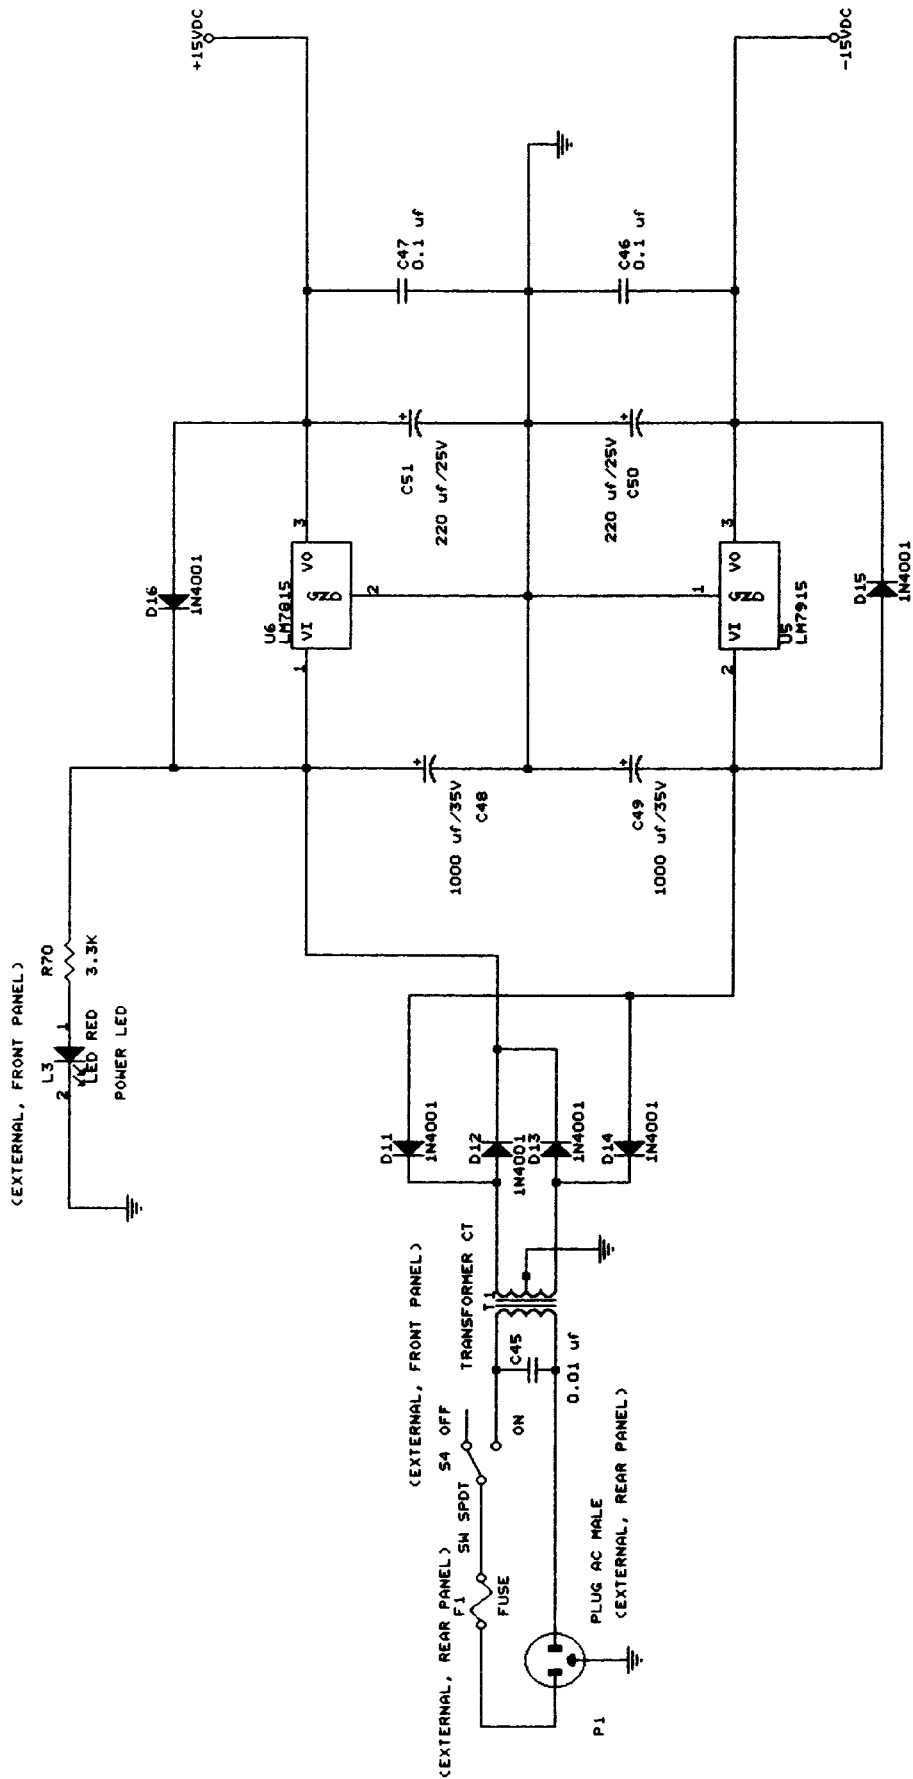 (EXTERNAL, REAR PANEL)
F1
FUSE
P1
PLUG AC MALE
(EXTERNAL, REAR PANEL)
(EXTERNAL, FRONT PANEL)
SW SPDT
S4 OFF
ON
C45
0.01 uf
TRANSFORMER CT
T1
D11
1N4001
D12
1N4001
D13
1N4001
D14
1N4001
(EXTERNAL, FRONT PANEL)
L3
2
1
LED RED
POWER LED
R70
3.3K
1000 uf/35V
C48
C49
1000 uf/35V
D16
1N4001
U6
LM7815
1
VI
GND
VO
3
2
U5
LM7915
2
VI
GND
VO
3
1
D15
1N4001
C51
220 uf/25V
220 uf/25V
C50
C47
0.1 uf
C46
0.1 uf
+15VDC
-15VDC
+
+
+
+